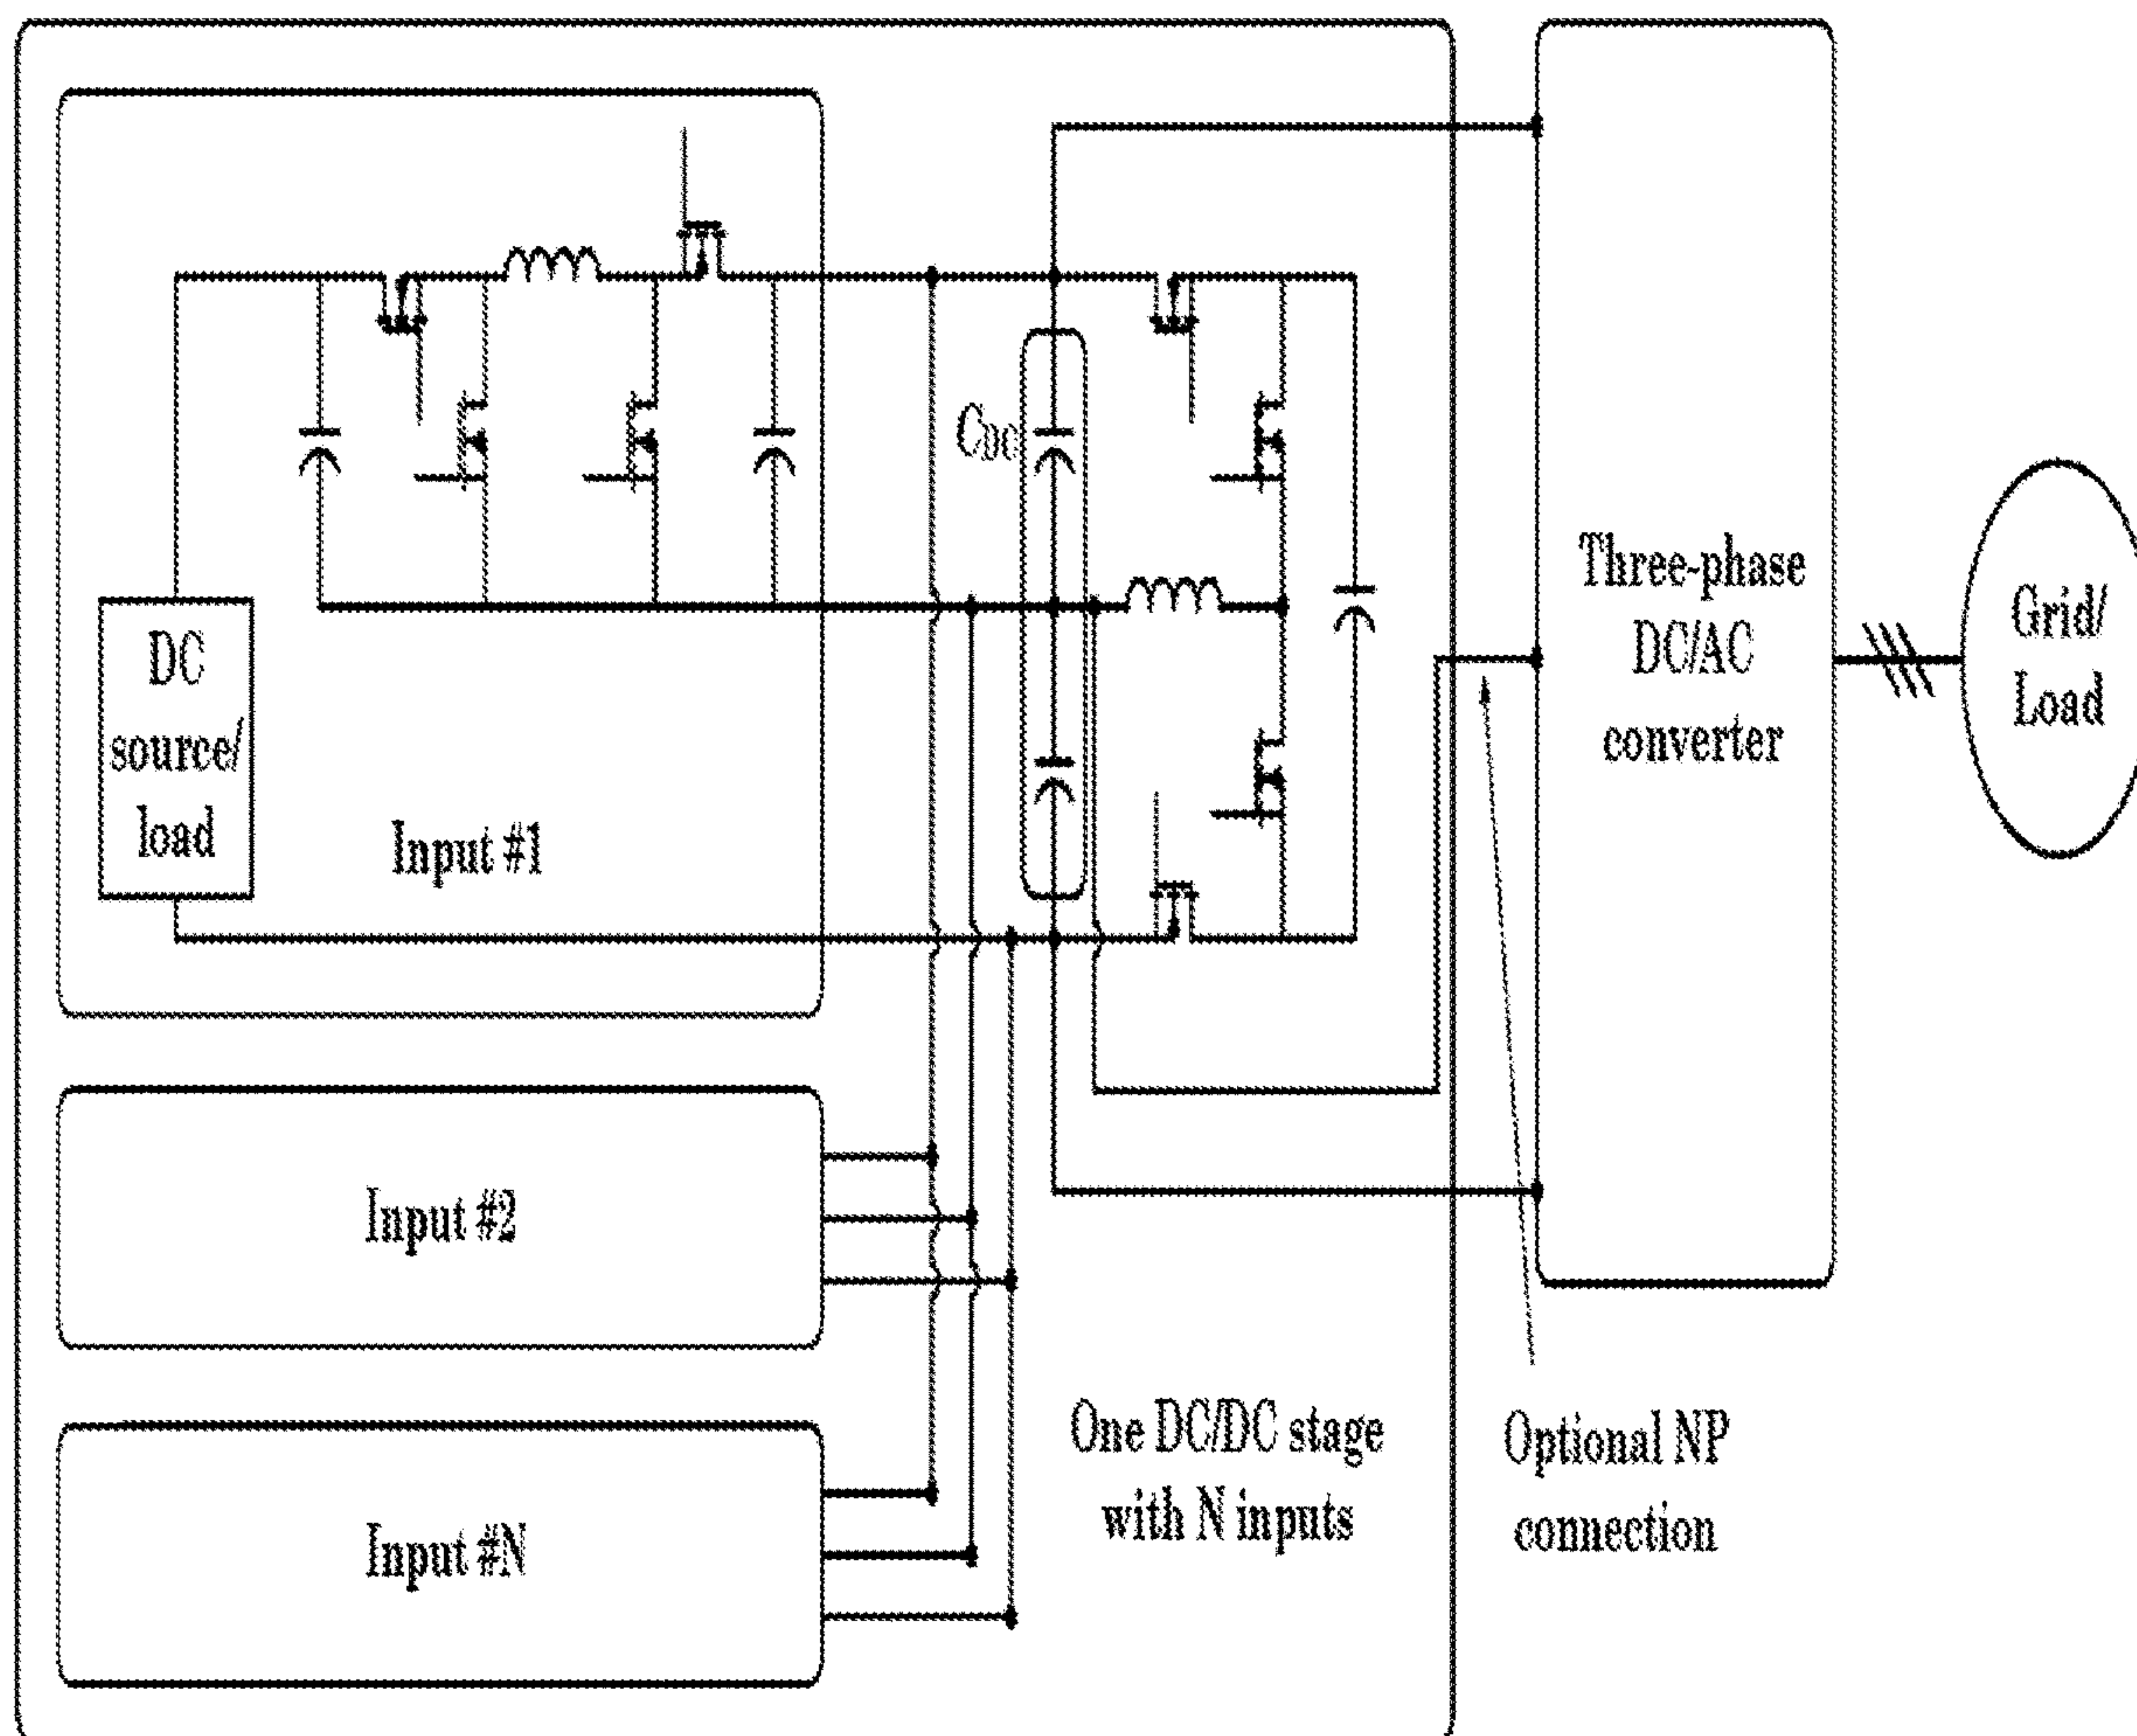 C_DC
DC
source/
load
Input #1
Three-phase
DC/AC
converter
Grid/
Load
Input #2
One DC/DC stage
with N inputs
Optional NP
connection
Input #N